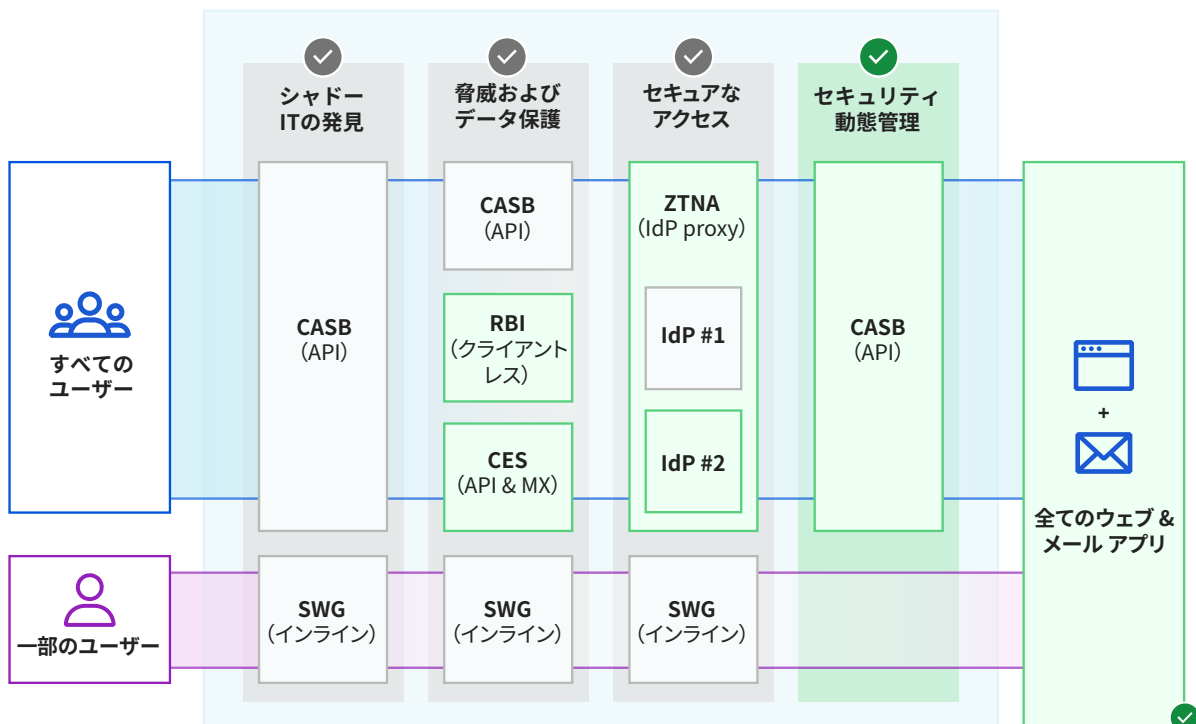 シャドー
ITの発見
脅威および
データ保護
セキュアな
アクセス
セキュリティ
動態管理
すべての
ユーザー
CASB
（API）
CASB
（API）
RBI
（クライアント
レス）
CES
（API & MX）
ZTNA
（IdP proxy）
IdP #1
IdP #2
CASB
（API）
+
全てのウェブ &
メール アプリ
一部のユーザー
SWG
（インライン）
SWG
（インライン）
SWG
（インライン）